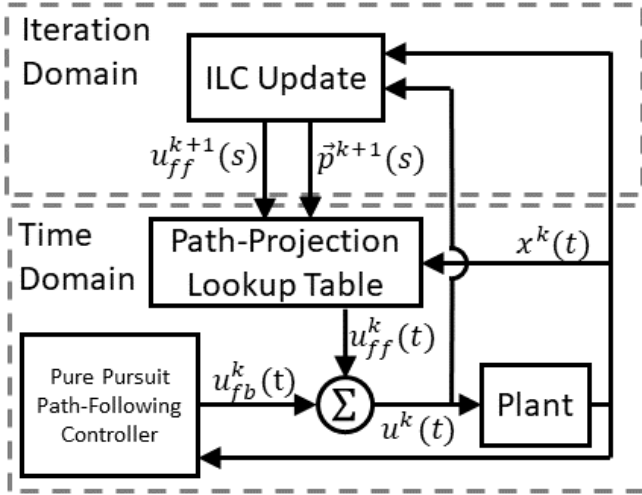 Iteration
Domain
ILC Update
$u_{ff}^{k+1}(s)$ $\vec{p}^{k+1}(s)$
Time
Domain
Path-Projection
Lookup Table
$x^k(t)$
$u_{ff}^k(t)$
Pure Pursuit
Path-Following
Controller
$u_{fb}^k(t)$
Σ
$u^k(t)$
Plant